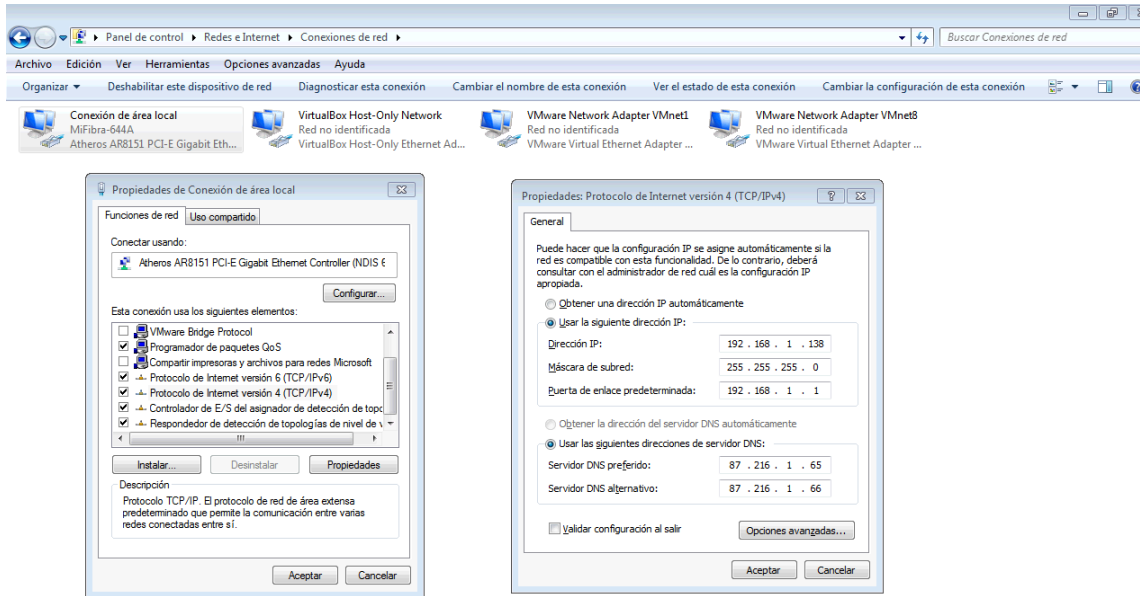 Panel de control ▸ Redes e Internet ▸ Conexiones de red ▸
Buscar Conexiones de red
Archivo Edición Ver Herramientas Opciones avanzadas Ayuda
Organizar Deshabilitar este dispositivo de red Diagnosticar esta conexión Cambiar el nombre de esta conexión Ver el estado de esta conexión Cambiar la configuración de esta conexión
Conexión de área local
MiFibra-644A
Atheros AR8151 PCI-E Gigabit Eth...
VirtualBox Host-Only Network
Red no identificada
VirtualBox Host-Only Ethernet Ad...
VMware Network Adapter VMnet1
Red no identificada
VMware Virtual Ethernet Adapter ...
VMware Network Adapter VMnet8
Red no identificada
VMware Virtual Ethernet Adapter ...
Propiedades de Conexión de área local
Funciones de red Uso compartido
Conectar usando:
Atheros AR8151 PCI-E Gigabit Ethernet Controller (NDIS 6
Configurar...
Esta conexión usa los siguientes elementos:
VMware Bridge Protocol
Programador de paquetes QoS
Compartir impresoras y archivos para redes Microsoft
Protocolo de Internet versión 6 (TCP/IPv6)
Protocolo de Internet versión 4 (TCP/IPv4)
Controlador de E/S del asignador de detección de topo
Respondedor de detección de topologías de nivel de v
Instalar... Desinstalar Propiedades
Descripción
Protocolo TCP/IP. El protocolo de red de área extensa
predeterminado que permite la comunicación entre varias
redes conectadas entre sí.
Aceptar Cancelar
Propiedades: Protocolo de Internet versión 4 (TCP/IPv4)
General
Puede hacer que la configuración IP se asigne automáticamente si la
red es compatible con esta funcionalidad. De lo contrario, deberá
consultar con el administrador de red cuál es la configuración IP
apropiada.
Obtener una dirección IP automáticamente
Usar la siguiente dirección IP:
Dirección IP: 192 . 168 . 1 . 138
Máscara de subred: 255 . 255 . 255 . 0
Puerta de enlace predeterminada: 192 . 168 . 1 . 1
Obtener la dirección del servidor DNS automáticamente
Usar las siguientes direcciones de servidor DNS:
Servidor DNS preferido: 87 . 216 . 1 . 65
Servidor DNS alternativo: 87 . 216 . 1 . 66
Validar configuración al salir
Opciones avanzadas...
Aceptar Cancelar